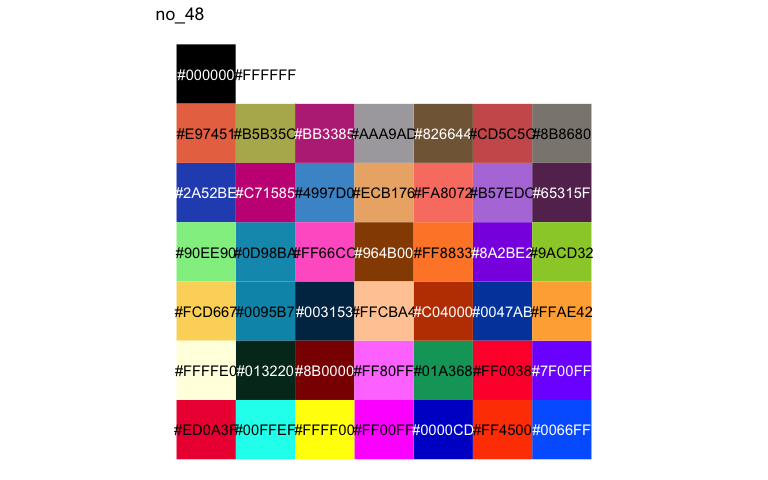 no_48
#000000 #FFFFFF
#E97451 #B5B35C #BB3385 #AAA9AD #826644 #CD5C5C #8B8680
#2A52BE #C71585 #4997D0 #ECB176 #FA8072 #B57EDC #65315F
#90EE90 #0D98BA #FF66CC #964B00 #FF8833 #8A2BE2 #9ACD32
#FCD667 #0095B7 #003153 #FFCBA4 #C04000 #0047AB #FFAE42
#FFFFE0 #013220 #8B0000 #FF80FF #01A368 #FF0038 #7F00FF
#ED0A3F #00FFEF #FFFF00 #FF00FF #0000CD #FF4500 #0066FF